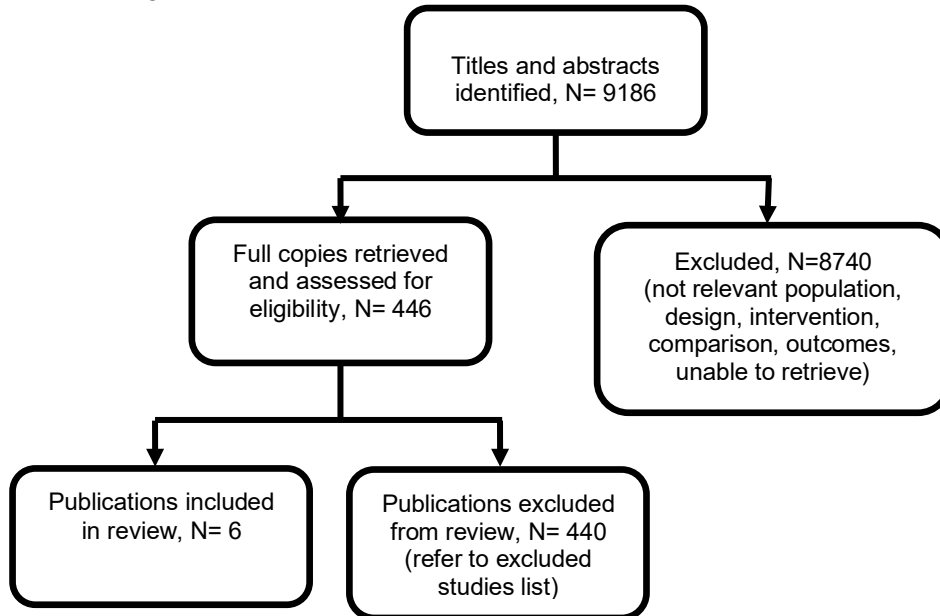 Titles and abstracts
identified, N= 9186
Full copies retrieved
and assessed for
eligibility, N= 446
Excluded, N=8740
(not relevant population,
design, intervention,
comparison, outcomes,
unable to retrieve)
Publications included
in review, N= 6
Publications excluded
from review, N= 440
(refer to excluded
studies list)